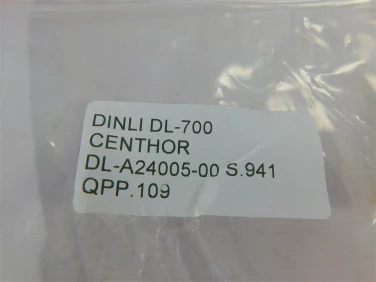 DINLI DL-700
CENTHOR
DL-A24005-00 S.941
QPP.109